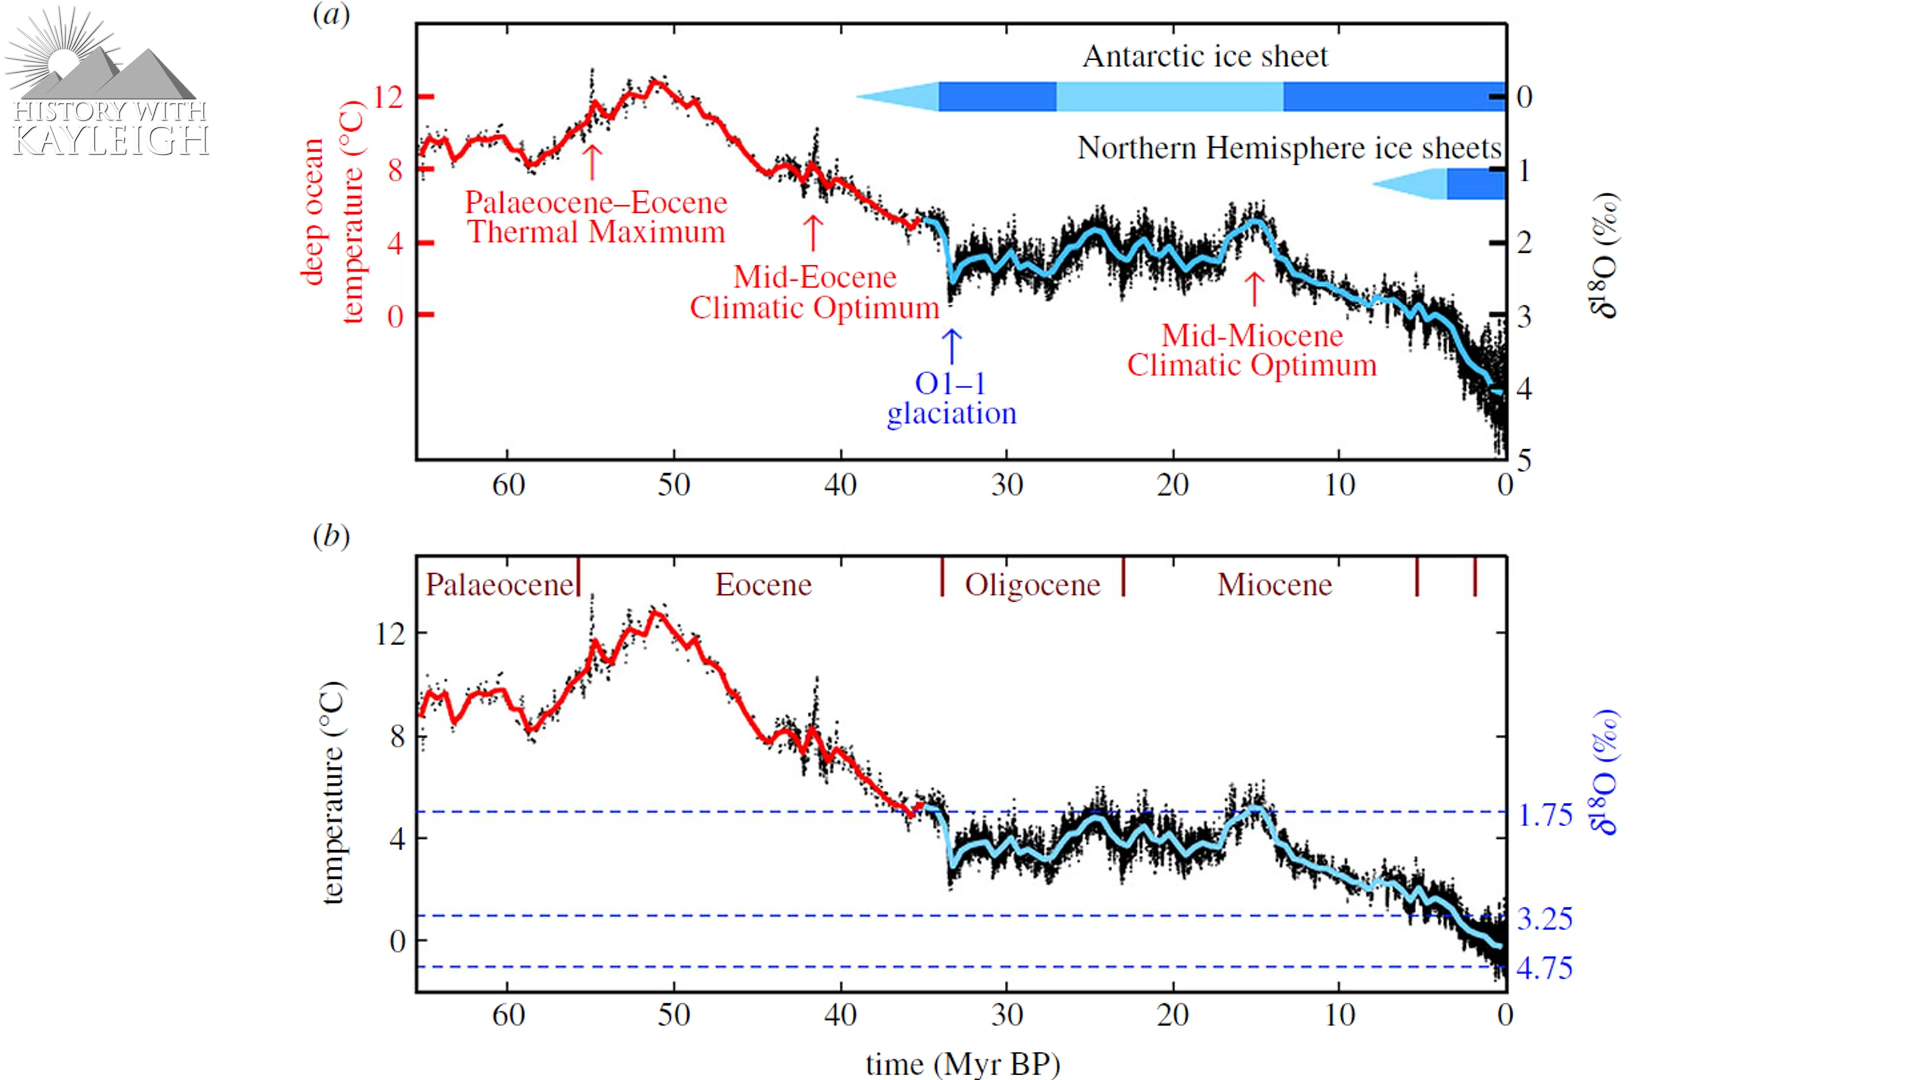 HISTORY WITH
KAYLEIGH
(a)
Antarctic ice sheet
Northern Hemisphere ice sheets
deep ocean
temperature (°C)
12
8
4
0
Palaeocene–Eocene
Thermal Maximum
Mid-Eocene
Climatic Optimum
O1–1
glaciation
Mid-Miocene
Climatic Optimum
0
1
2
3
4
5
δ18O (‰)
60
50
40
30
20
10
0
(b)
Palaeocene
Eocene
Oligocene
Miocene
temperature (°C)
12
8
4
0
1.75
3.25
4.75
δ18O (‰)
60
50
40
30
20
10
0
time (Myr BP)